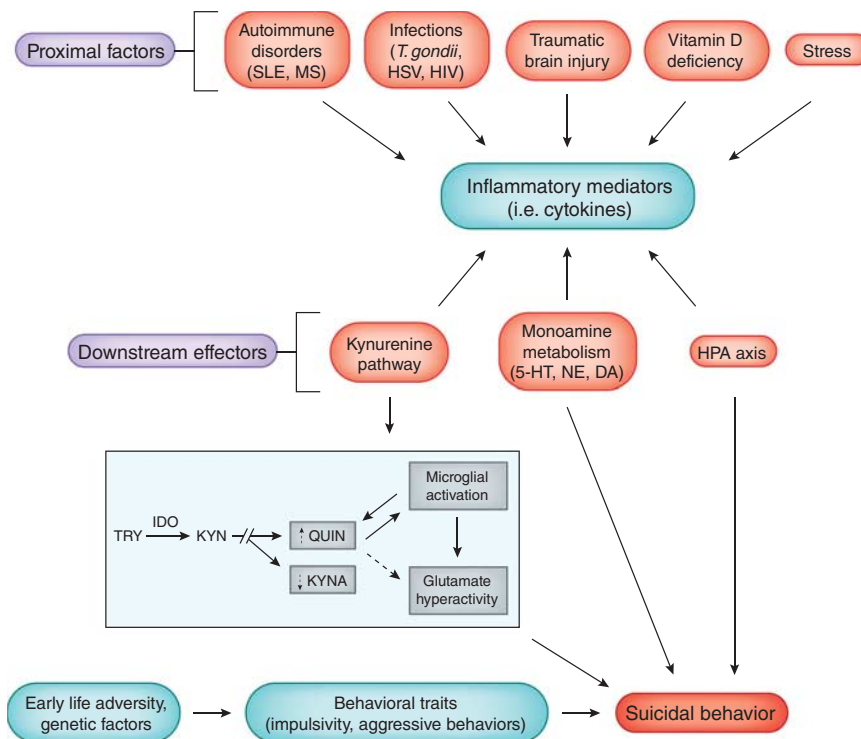 Proximal factors
Autoimmune
disorders
(SLE, MS)
Infections
(T. gondii,
HSV, HIV)
Traumatic
brain injury
Vitamin D
deficiency
Stress
Inflammatory mediators
(i.e. cytokines)
Downstream effectors
Kynurenine
pathway
Monoamine
metabolism
(5-HT, NE, DA)
HPA axis
Microglial
activation
TRY
IDO
KYN
QUIN
KYNA
Glutamate
hyperactivity
Early life adversity,
genetic factors
Behavioral traits
(impulsivity, aggressive behaviors)
Suicidal behavior